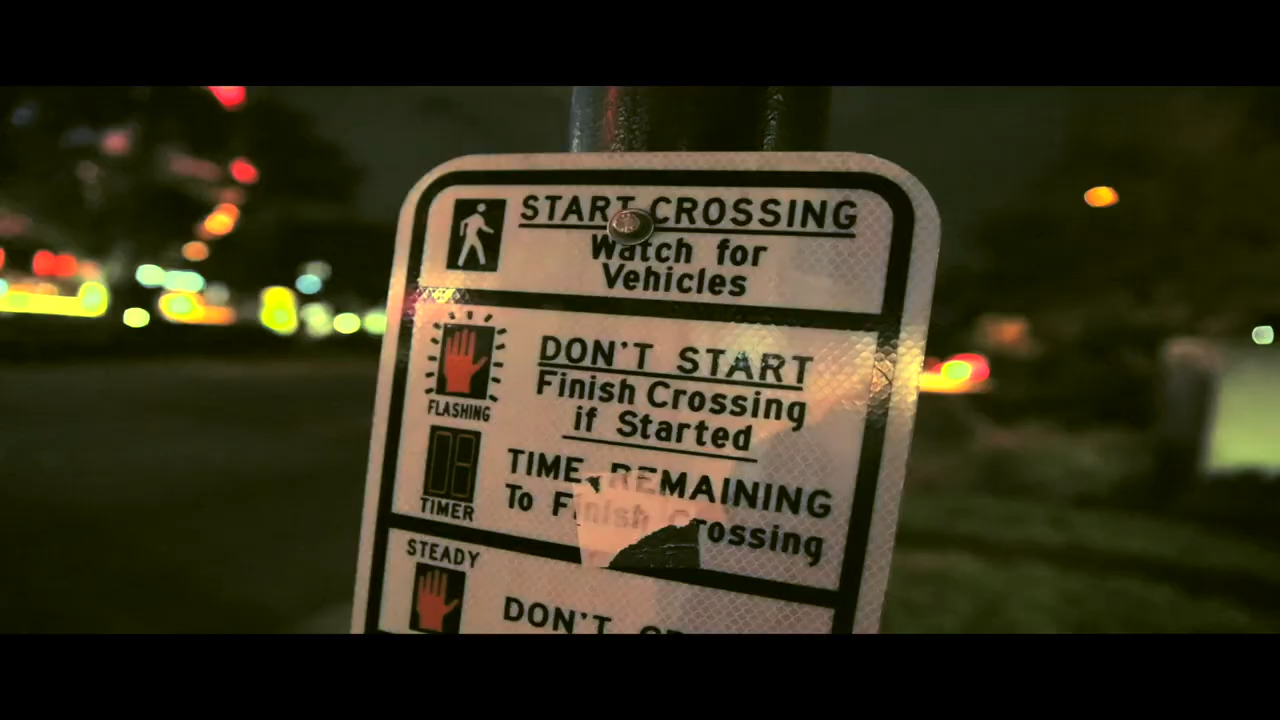 START CROSSING
Watch for
Vehicles
DON'T START
Finish Crossing
if Started
FLASHING
TIME REMAINING
To Finish Crossing
TIMER
STEADY
DON'T